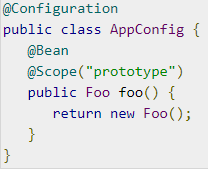 @Configuration
public class AppConfig {
   @Bean
   @Scope("prototype")
   public Foo foo() {
      return new Foo();
   }
}